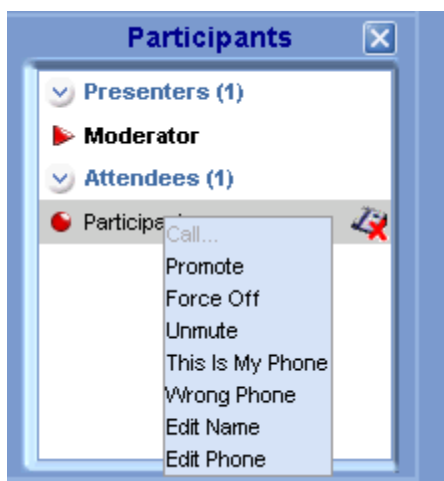 Participants
Presenters (1)
Moderator
Attendees (1)
Call...
Promote
Force Off
Unmute
This Is My Phone
Wrong Phone
Edit Name
Edit Phone